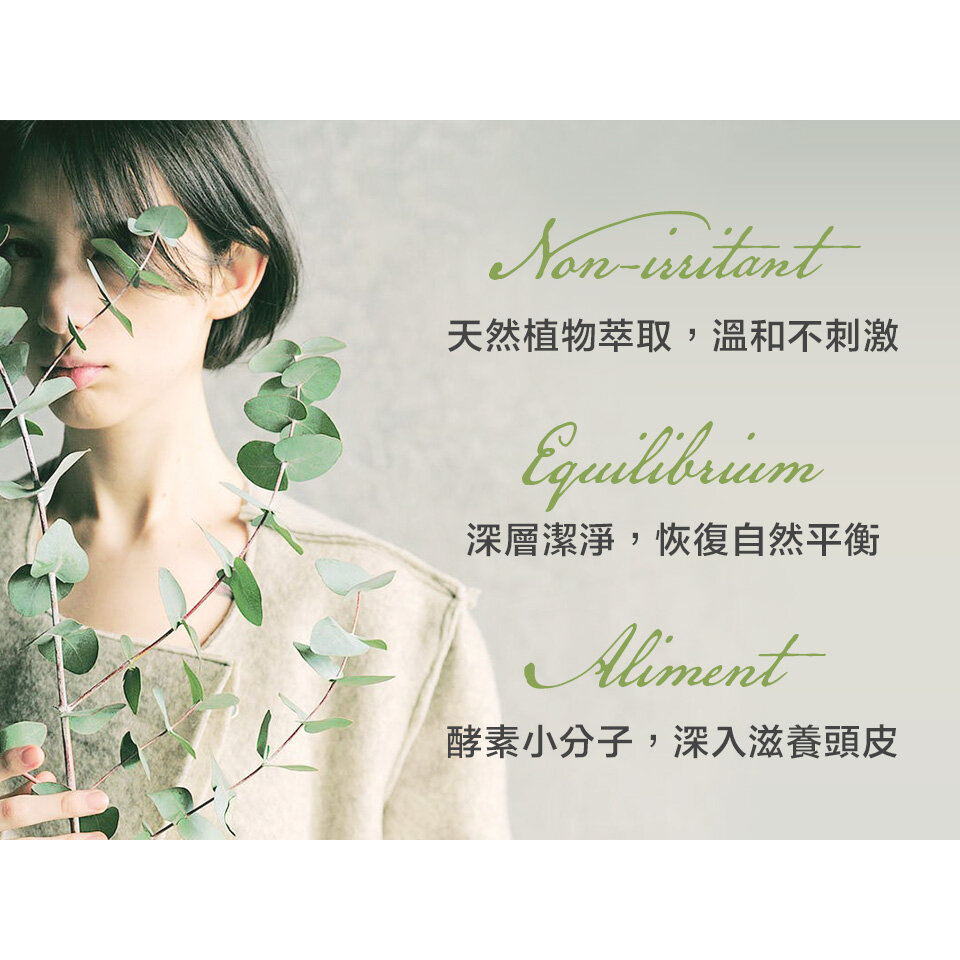 Non-irritant
天然植物萃取，溫和不刺激
Equilibrium
深層潔淨，恢復自然平衡
Aliment
酵素小分子，深入滋養頭皮